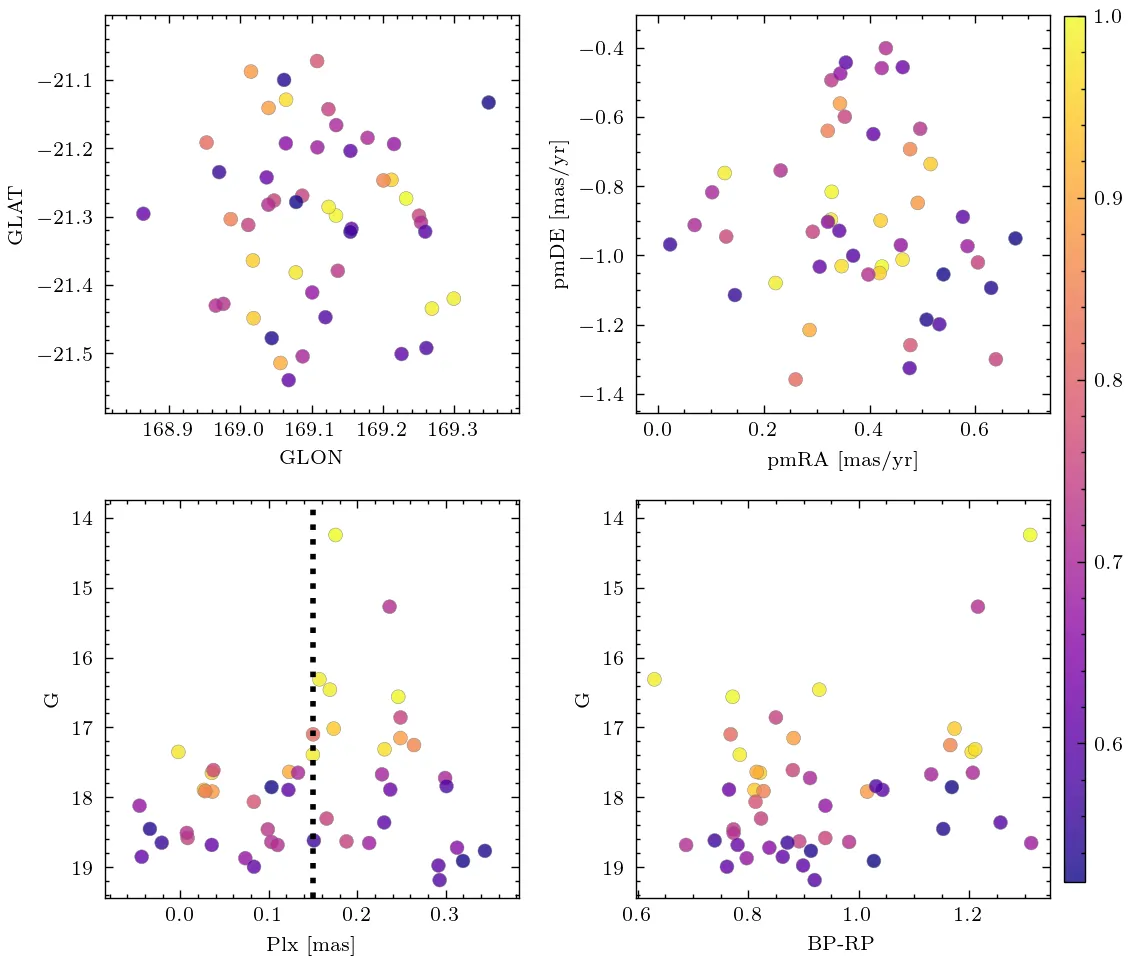 −21.1
−21.2
−21.3
−21.4
−21.5
GLAT
168.9 169.0 169.1 169.2 169.3
GLON
−0.4
−0.6
−0.8
−1.0
−1.2
−1.4
pmDE [mas/yr]
0.0 0.2 0.4 0.6
pmRA [mas/yr]
14
15
16
17
18
19
G
0.0 0.1 0.2 0.3
Plx [mas]
14
15
16
17
18
19
G
0.6 0.8 1.0 1.2
BP-RP
1.0
0.9
0.8
0.7
0.6